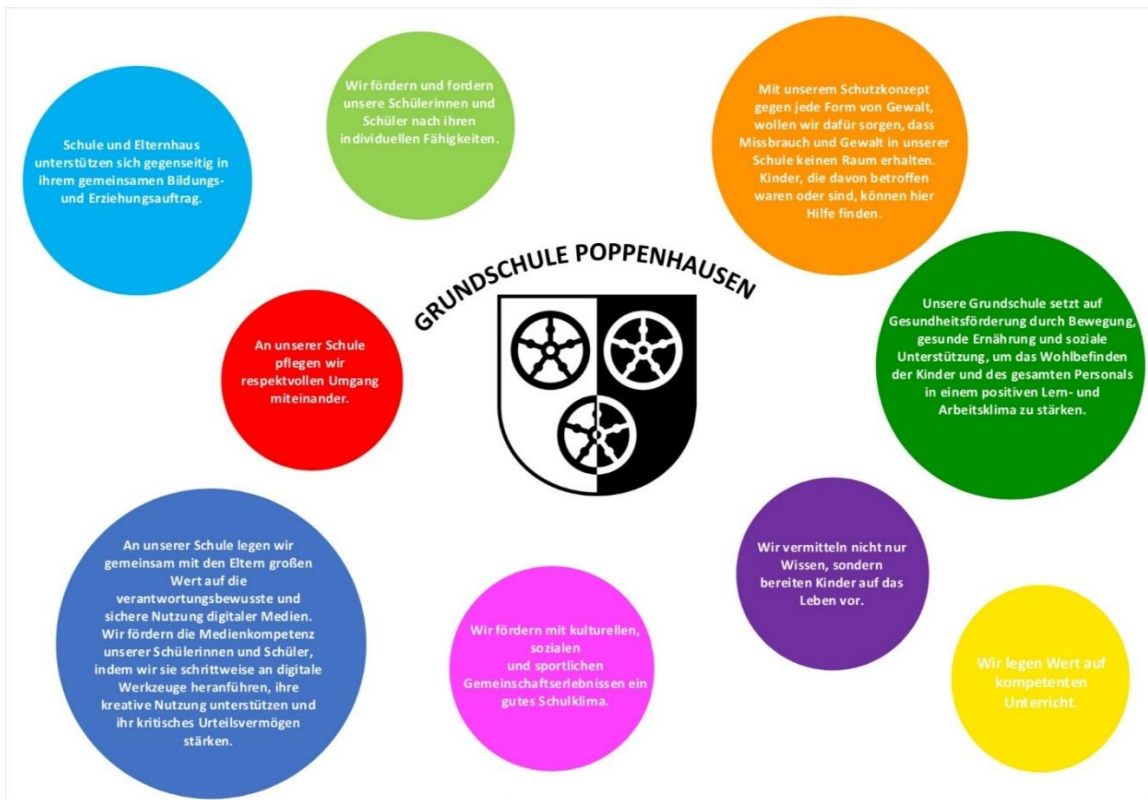 Schule und Elternhaus
unterstützen sich gegenseitig in
ihrem gemeinsamen Bildungs-
und Erziehungsauftrag.
Wir fördern und fordern
unsere Schülerinnen und
Schüler nach ihren
individuellen Fähigkeiten.
Mit unserem Schutzkonzept
gegen jede Form von Gewalt,
wollen wir dafür sorgen, dass
Missbrauch und Gewalt in unserer
Schule keinen Raum erhalten.
Kinder, die davon betroffen
waren oder sind, können hier
Hilfe finden.
GRUNDSCHULE POPPENHAUSEN
An unserer Schule
pflegen wir
respektvollen Umgang
miteinander.
Unsere Grundschule setzt auf
Gesundheitsförderung durch Bewegung,
gesunde Ernährung und soziale
Unterstützung, um das Wohlbefinden
der Kinder und des gesamten Personals
in einem positiven Lern- und
Arbeitsklima zu stärken.
An unserer Schule legen wir
gemeinsam mit den Eltern großen
Wert auf die
verantwortungsbewusste und
sichere Nutzung digitaler Medien.
Wir fördern die Medienkompetenz
unserer Schülerinnen und Schüler,
indem wir sie schrittweise an digitale
Werkzeuge heranführen, ihre
kreative Nutzung unterstützen und
ihr kritisches Urteilsvermögen
stärken.
Wir fördern mit kulturellen,
sozialen
und sportlichen
Gemeinschaftserlebnissen ein
gutes Schulklima.
Wir vermitteln nicht nur
Wissen, sondern
bereiten Kinder auf das
Leben vor.
Wir legen Wert auf
kompetenten
Unterricht.